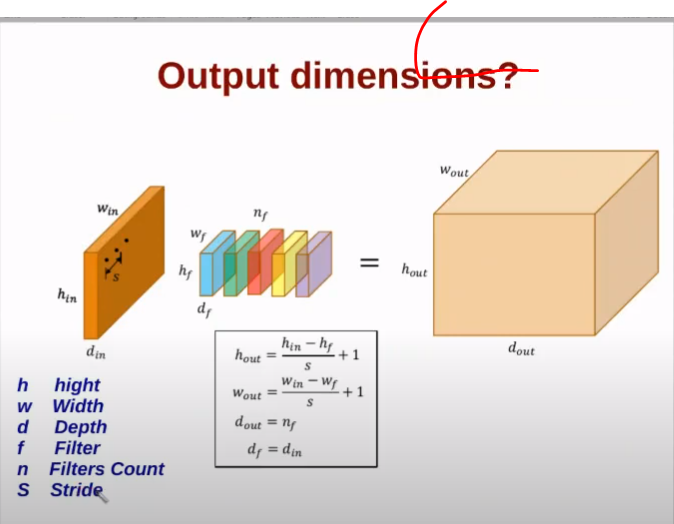 Output dimensions?
w_in
s
h_in
d_in
n_f
w_f
h_f
d_f
=
w_out
h_out
d_out
h_out = (h_in − h_f)/s + 1
w_out = (w_in − w_f)/s + 1
d_out = n_f
d_f = d_in
h hight
w Width
d Depth
f Filter
n Filters Count
S Stride